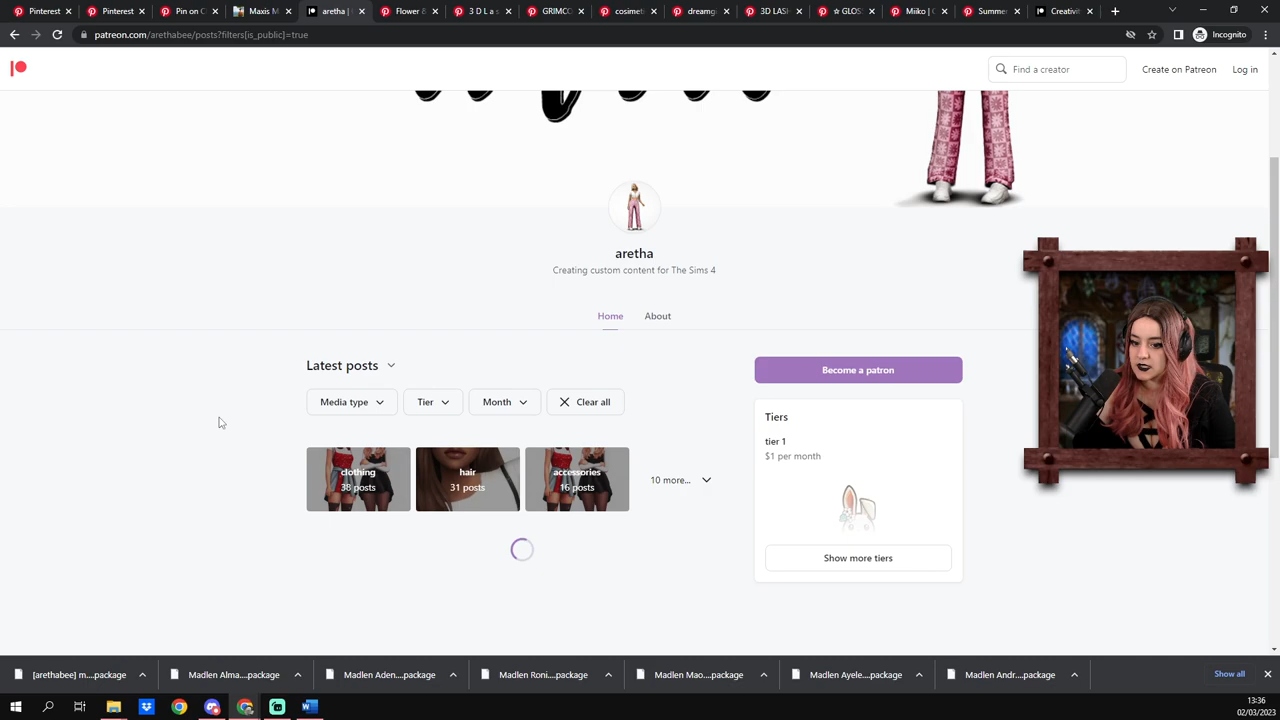 Pinterest
Pinterest
Pin on C
Maxis M
aretha |
Flower &
3 D L a s
GRIMCO
cosimet
dreamg
3D LASH
☆ GLOSS
Miiko | C
Summer
Creativit
patreon.com/arethabee/posts?filters[is_public]=true
Incognito
Find a creator
Create on Patreon
Log in
aretha
Creating custom content for The Sims 4
Home
About
Latest posts
Become a patron
Media type
Tier
Month
Clear all
Tiers
tier 1
$1 per month
clothing
38 posts
hair
31 posts
accessories
16 posts
10 more...
Show more tiers
[arethabee] m....package
Madlen Alma....package
Madlen Aden....package
Madlen Roni....package
Madlen Mao....package
Madlen Ayele....package
Madlen Andr....package
Show all
13:36
02/03/2023